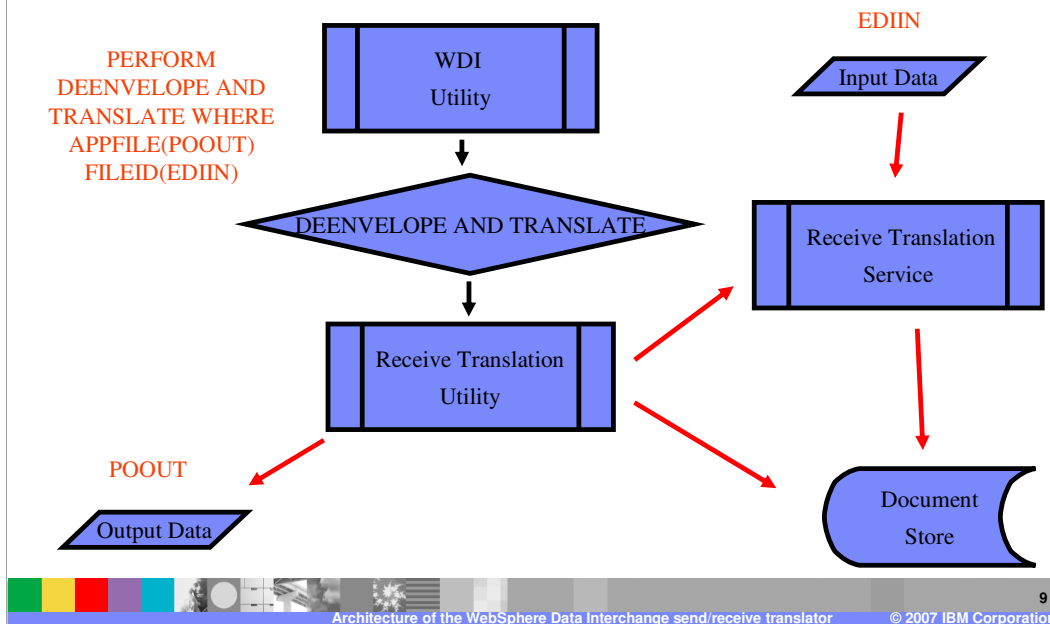 PERFORM
DEENVELOPE AND
TRANSLATE WHERE
APPFILE(POOUT)
FILEID(EDIIN)
WDI
Utility
EDIIN
Input Data
DEENVELOPE AND TRANSLATE
Receive Translation
Service
Receive Translation
Utility
POOUT
Output Data
Document
Store
9
Architecture of the WebSphere Data Interchange send/receive translator
© 2007 IBM Corporation